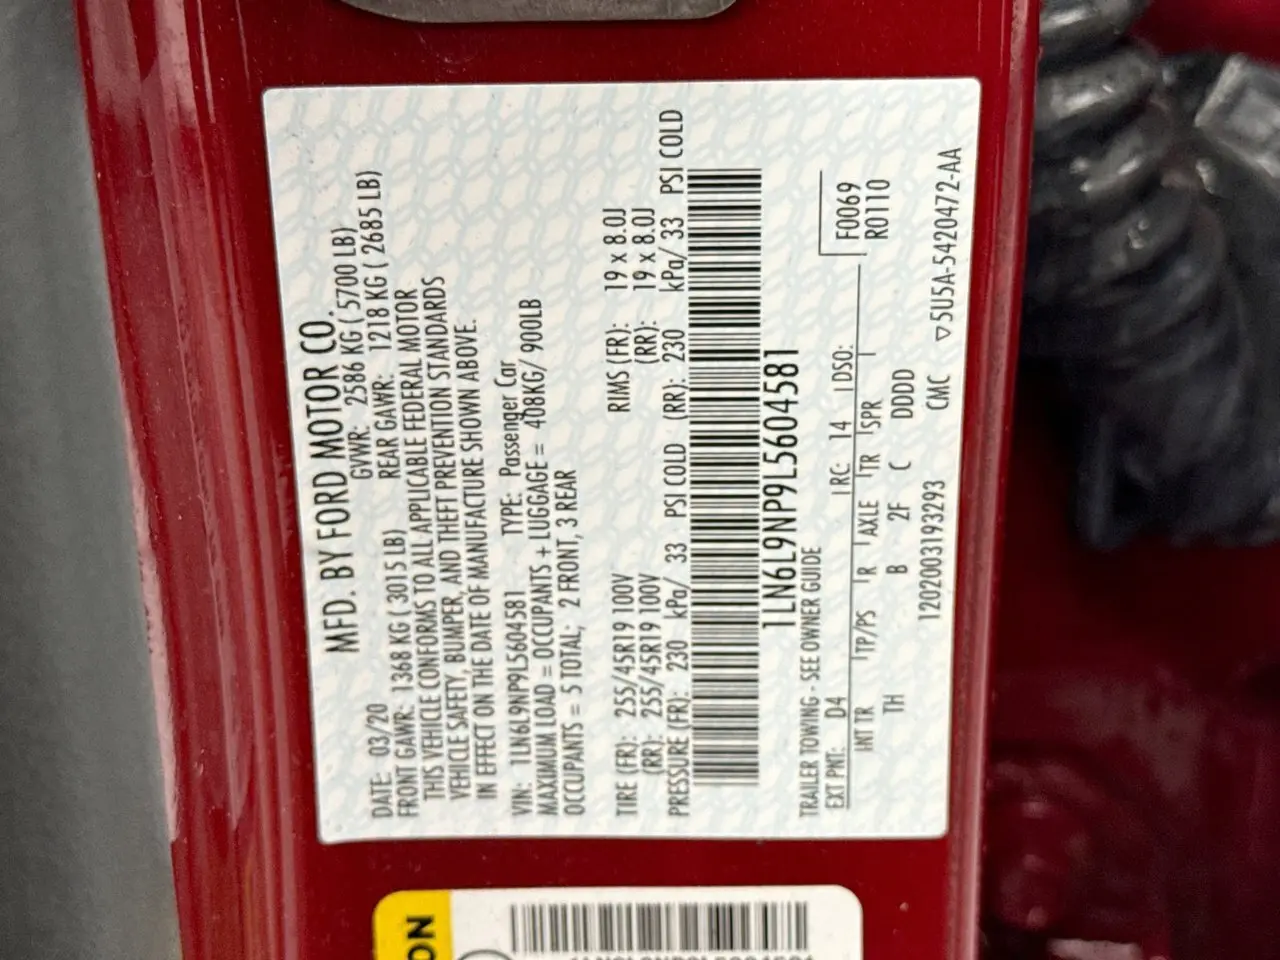 MFD. BY FORD MOTOR CO.
DATE: 03/20 GVWR: 2586 KG ( 5700 LB)
FRONT GAWR: 1368 KG ( 3015 LB) REAR GAWR: 1218 KG ( 2685 LB)
THIS VEHICLE CONFORMS TO ALL APPLICABLE FEDERAL MOTOR
VEHICLE SAFETY, BUMPER, AND THEFT PREVENTION STANDARDS
IN EFFECT ON THE DATE OF MANUFACTURE SHOWN ABOVE.
VIN: 1LN6L9NP9L5604581 TYPE: Passenger Car
MAXIMUM LOAD = OCCUPANTS + LUGGAGE = 408KG/ 900LB
OCCUPANTS = 5 TOTAL; 2 FRONT, 3 REAR
TIRE (FR): 255/45R19 100V RIMS (FR): 19 x 8.0J
(RR): 255/45R19 100V (RR): 19 x 8.0J
PRESSURE (FR): 230 kPa/ 33 PSI COLD (RR): 230 kPa/ 33 PSI COLD
1LN6L9NP9L5604581
TRAILER TOWING - SEE OWNER GUIDE
EXT PNT: D4 RC: 14 DSO: F0069
INT TR TP/PS R AXLE TR SPR R0110
TH B 2F C DDDD
1202003193293 CMC ▽5U5A-5420472-AA
ON